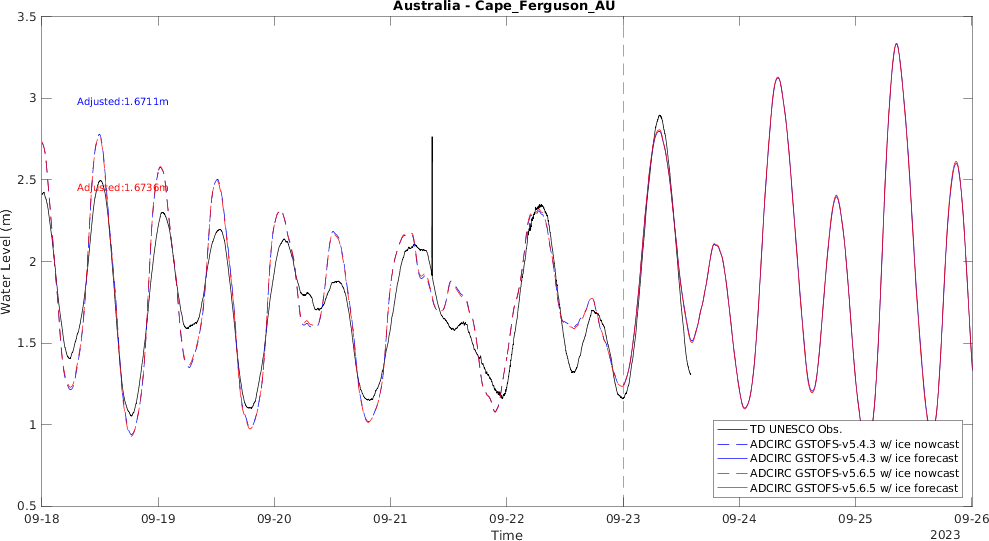 Australia - Cape_Ferguson_AU
3.5
3
2.5
2
1.5
1
0.5
Water Level (m)
Adjusted:1.6711m
Adjusted:1.6736m
TD UNESCO Obs.
ADCIRC GSTOFS-v5.4.3 w/ ice nowcast
ADCIRC GSTOFS-v5.4.3 w/ ice forecast
ADCIRC GSTOFS-v5.6.5 w/ ice nowcast
ADCIRC GSTOFS-v5.6.5 w/ ice forecast
09-18 09-19 09-20 09-21 09-22 09-23 09-24 09-25 09-26
Time
2023